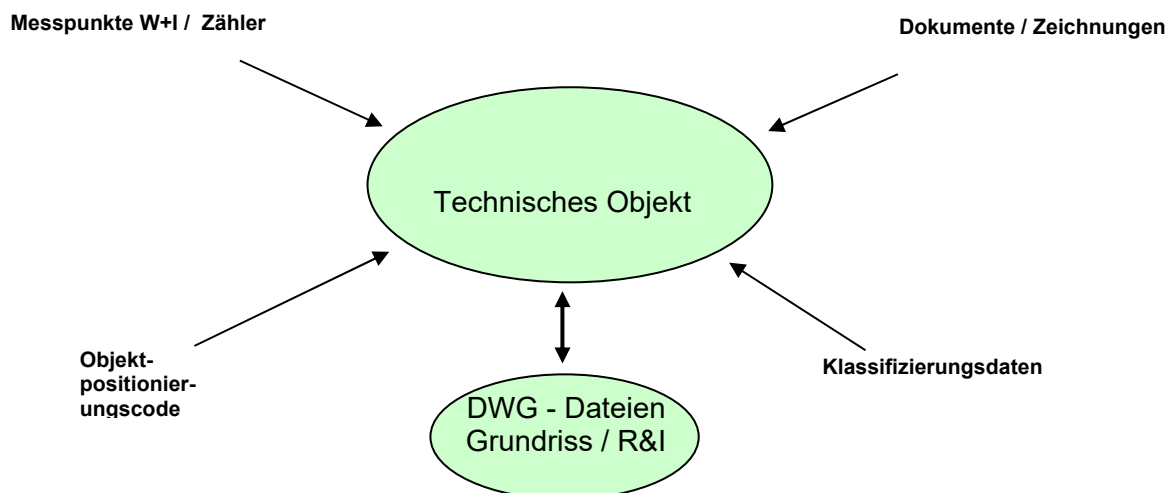 Messpunkte W+I / Zähler
Dokumente / Zeichnungen
Technisches Objekt
Objekt-
positionier-
ungscode
Klassifizierungsdaten
DWG - Dateien
Grundriss / R&I